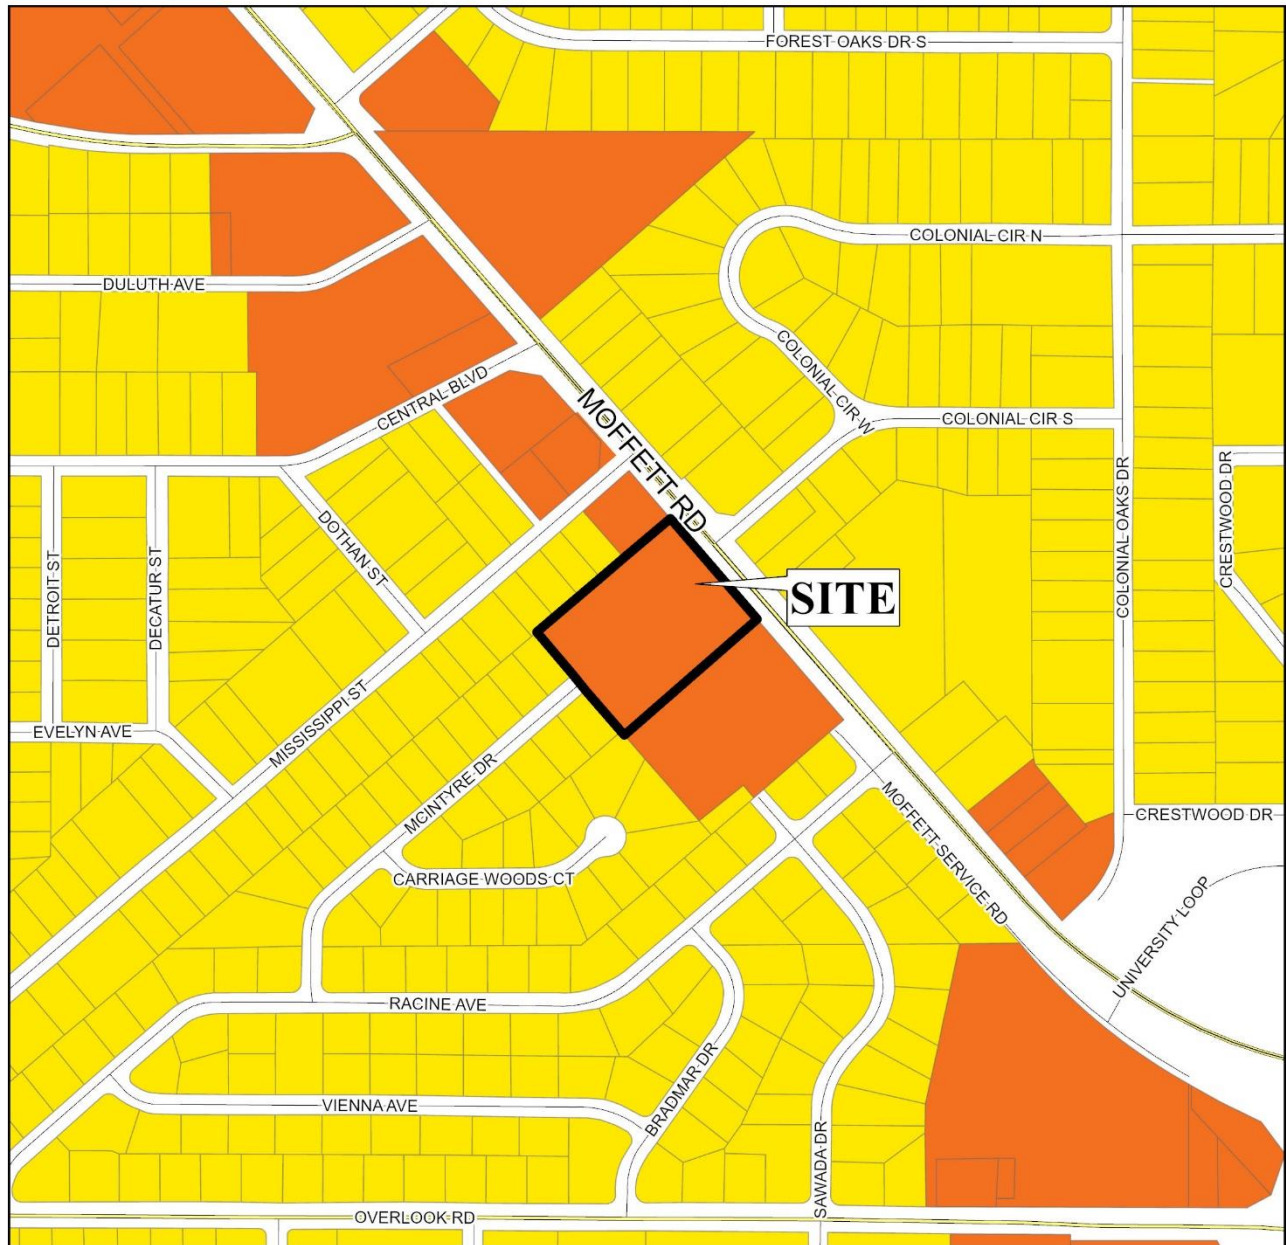 FOREST OAKS DR S
COLONIAL CIR N
DULUTH AVE
COLONIAL CIR W
CENTRAL BLVD
MOFFETT RD
COLONIAL CIR S
COLONIAL OAKS DR
CRESTWOOD DR
DOTHAN ST
DETROIT ST
DECATUR ST
SITE
MISSISSIPPI ST
EVELYN AVE
MCINTYRE DR
MOFFETT SERVICE RD
CRESTWOOD DR
CARRIAGE WOODS CT
UNIVERSITY LOOP
RACINE AVE
BRADMAR DR
VIENNA AVE
SAWADA DR
OVERLOOK RD